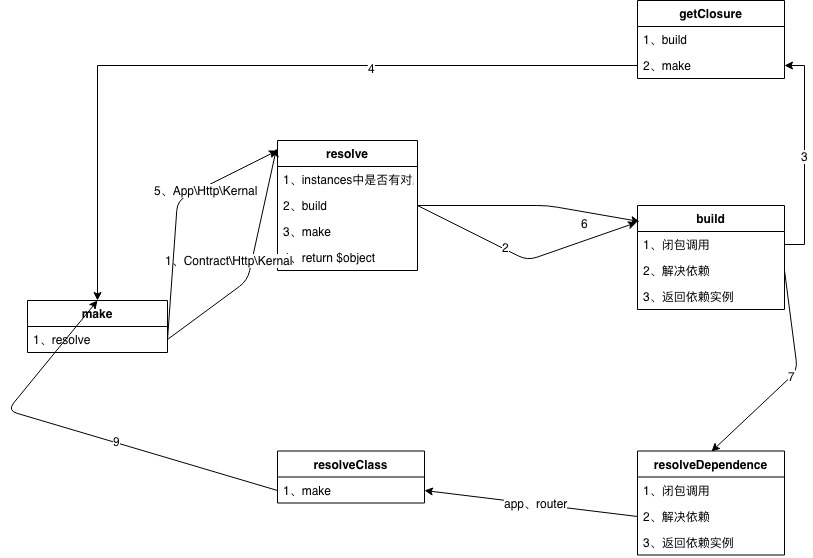 getClosure
1、build
2、make
4
3
resolve
1、instances中是否有对
2、build
3、make
、return $object
5、App\Http\Kernal
1、Contract\Http\Kernal
6
2
build
1、闭包调用
2、解决依赖
3、返回依赖实例
make
1、resolve
7
9
resolveClass
1、make
app、router
resolveDependence
1、闭包调用
2、解决依赖
3、返回依赖实例